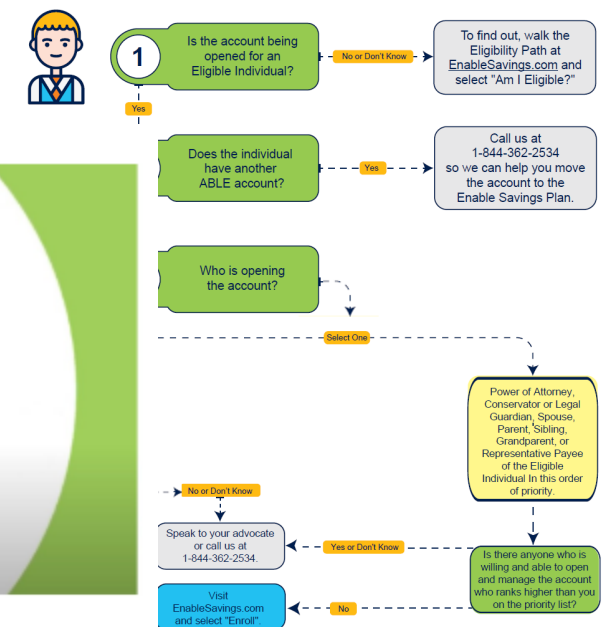 1
Is the account being
opened for an
Eligible Individual?
No or Don't Know
To find out, walk the
Eligibility Path at
EnableSavings.com and
select "Am I Eligible?"
Yes
Does the individual
have another
ABLE account?
Yes
Call us at
1-844-362-2534
so we can help you move
the account to the
Enable Savings Plan.
Who is opening
the account?
Select One
Power of Attorney,
Conservator or Legal
Guardian, Spouse,
Parent, Sibling,
Grandparent, or
Representative Payee
of the Eligible
Individual In this order
of priority.
No or Don't Know
Speak to your advocate
or call us at
1-844-362-2534.
Yes or Don't Know
Is there anyone who is
willing and able to open
and manage the account
who ranks higher than you
on the priority list?
Visit
EnableSavings.com
and select "Enroll".
No